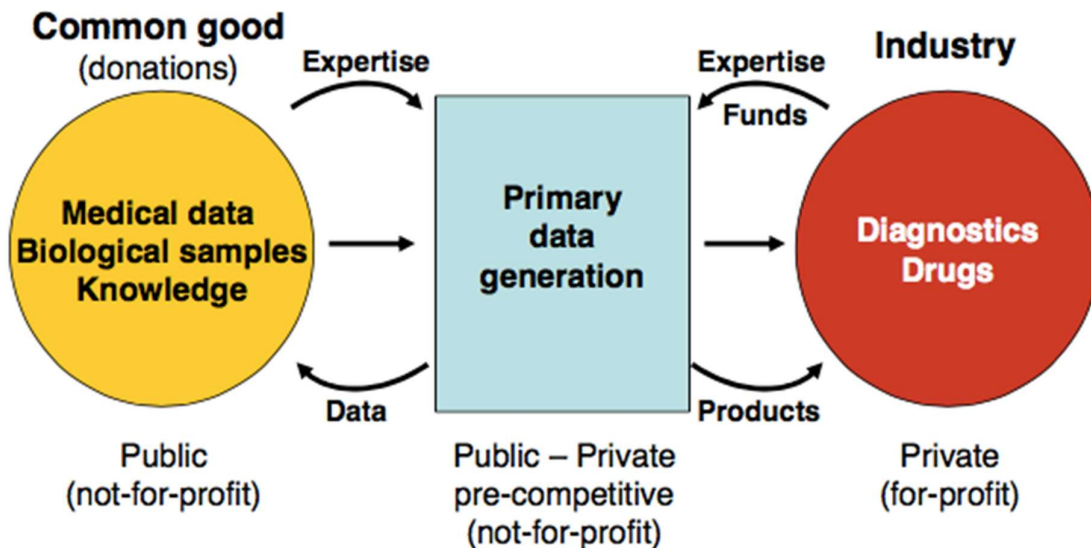 Common good
(donations)
Expertise
Medical data
Biological samples
Knowledge
Data
Public
(not-for-profit)
Primary
data
generation
Public – Private
pre-competitive
(not-for-profit)
Industry
Expertise
Funds
Diagnostics
Drugs
Products
Private
(for-profit)